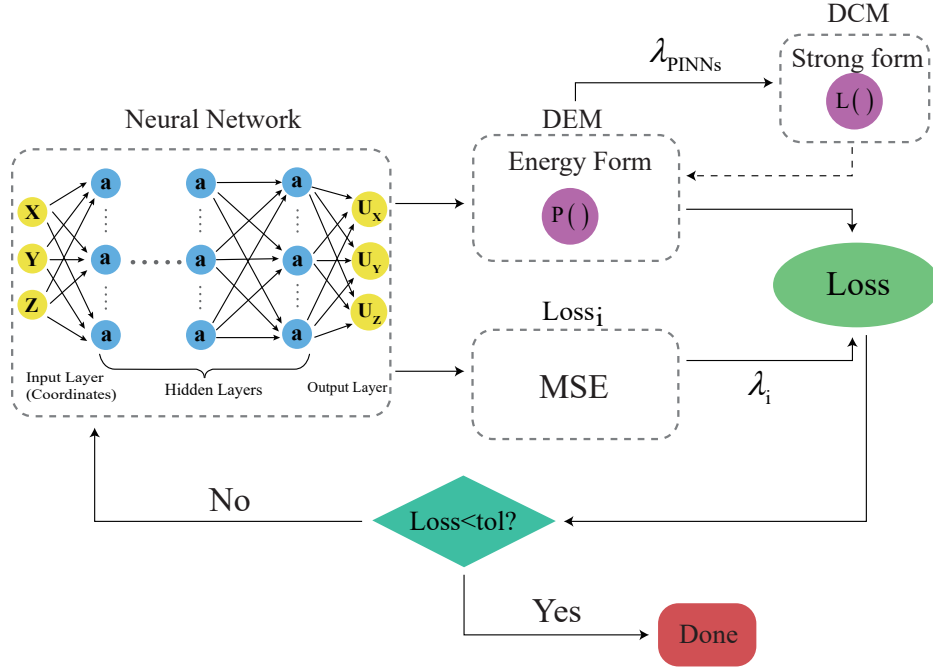 DCM
Strong form
L( )
λPINNs
DEM
Energy Form
P( )
Neural Network
a
a
a
X
Y
Z
a
a
a
a
a
a
UX
UY
UZ
Input Layer
(Coordinates)
Hidden Layers
Output Layer
Lossi
MSE
λi
Loss
No
Loss<tol?
Yes
Done